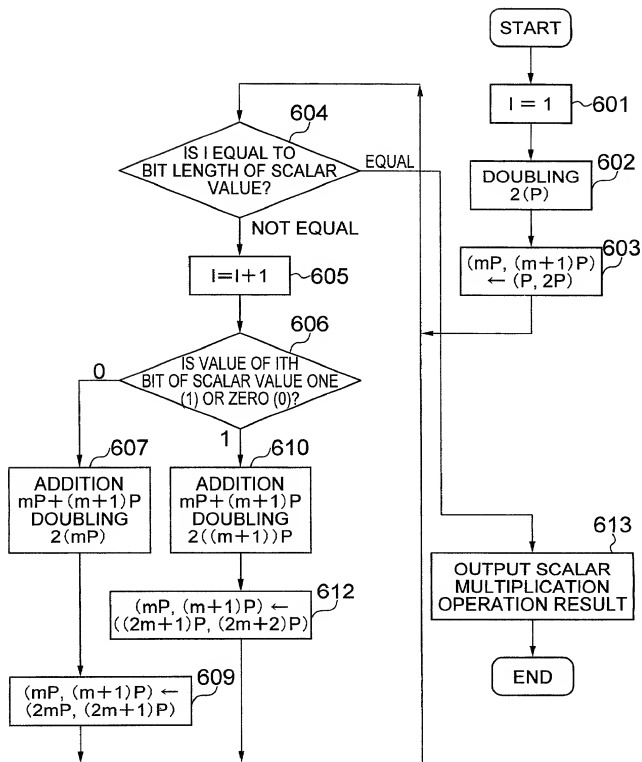 START
I = 1
601
DOUBLING
2(P)
602
(mP, (m+1)P)
← (P, 2P)
603
604
IS I EQUAL TO
BIT LENGTH OF SCALAR
VALUE?
EQUAL
NOT EQUAL
I=I+1
605
606
IS VALUE OF ITH
BIT OF SCALAR VALUE ONE
(1) OR ZERO (0)?
0
1
607
ADDITION
mP+(m+1)P
DOUBLING
2(mP)
610
ADDITION
mP+(m+1)P
DOUBLING
2((m+1))P
(mP, (m+1)P) ←
((2m+1)P, (2m+2)P)
612
(mP, (m+1)P) ←
(2mP, (2m+1)P)
609
613
OUTPUT SCALAR
MULTIPLICATION
OPERATION RESULT
END